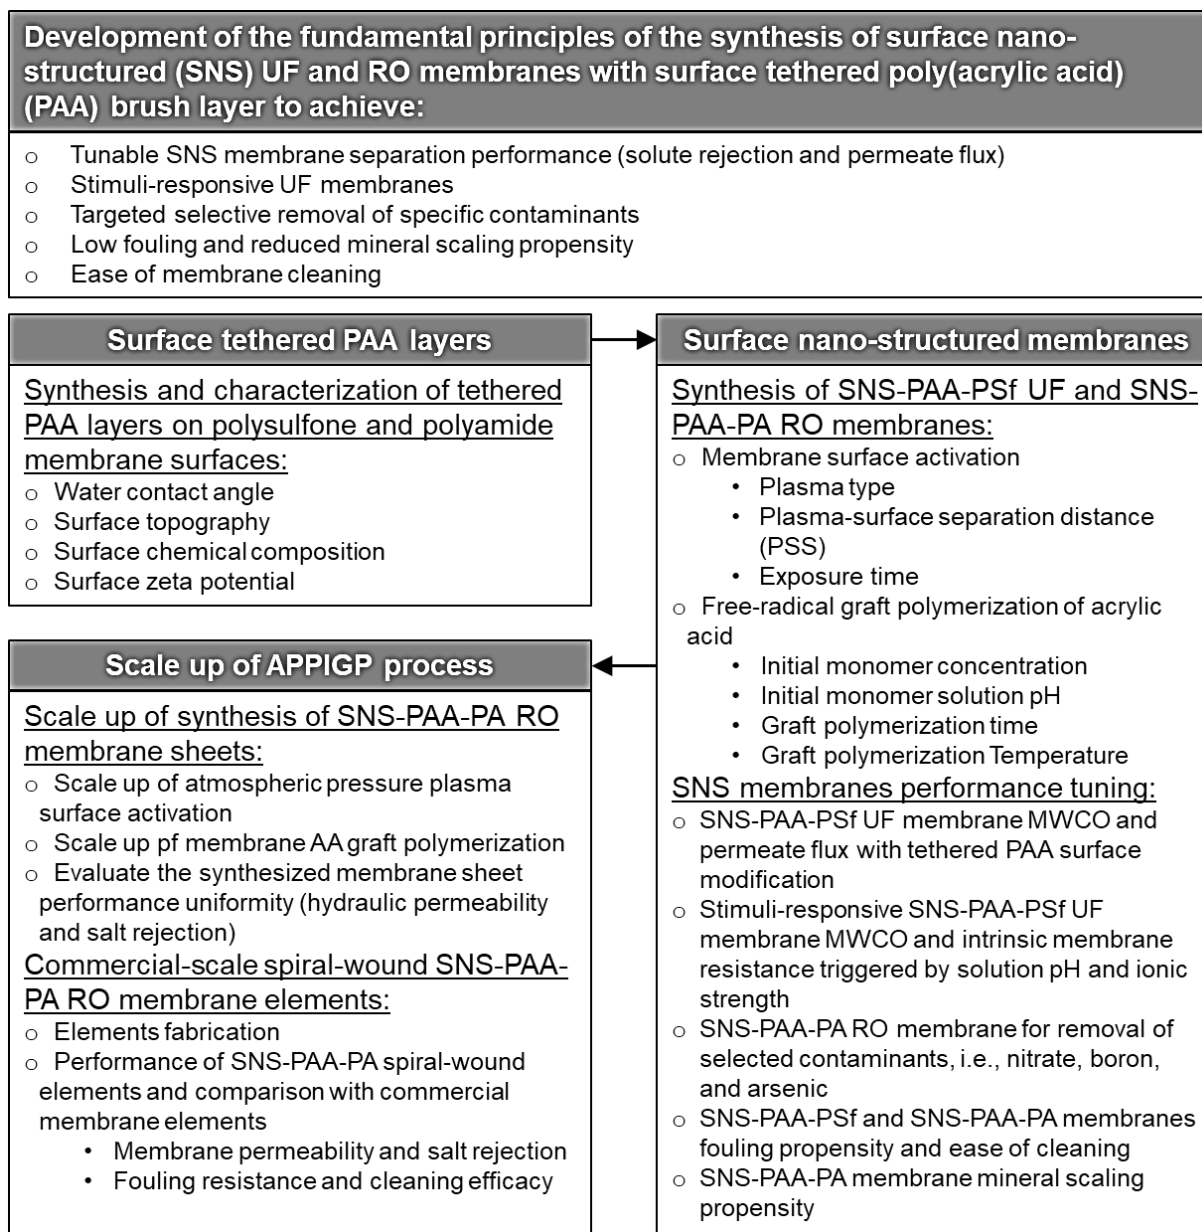 Development of the fundamental principles of the synthesis of surface nano-
structured (SNS) UF and RO membranes with surface tethered poly(acrylic acid)
(PAA) brush layer to achieve:
o Tunable SNS membrane separation performance (solute rejection and permeate flux)
o Stimuli-responsive UF membranes
o Targeted selective removal of specific contaminants
o Low fouling and reduced mineral scaling propensity
o Ease of membrane cleaning
Surface tethered PAA layers
Synthesis and characterization of tethered
PAA layers on polysulfone and polyamide
membrane surfaces:
o Water contact angle
o Surface topography
o Surface chemical composition
o Surface zeta potential
Surface nano-structured membranes
Synthesis of SNS-PAA-PSf UF and SNS-
PAA-PA RO membranes:
o Membrane surface activation
• Plasma type
• Plasma-surface separation distance
(PSS)
• Exposure time
o Free-radical graft polymerization of acrylic
acid
• Initial monomer concentration
• Initial monomer solution pH
• Graft polymerization time
• Graft polymerization Temperature
SNS membranes performance tuning:
o SNS-PAA-PSf UF membrane MWCO and
permeate flux with tethered PAA surface
modification
o Stimuli-responsive SNS-PAA-PSf UF
membrane MWCO and intrinsic membrane
resistance triggered by solution pH and ionic
strength
o SNS-PAA-PA RO membrane for removal of
selected contaminants, i.e., nitrate, boron,
and arsenic
o SNS-PAA-PSf and SNS-PAA-PA membranes
fouling propensity and ease of cleaning
o SNS-PAA-PA membrane mineral scaling
propensity
Scale up of APPIGP process
Scale up of synthesis of SNS-PAA-PA RO
membrane sheets:
o Scale up of atmospheric pressure plasma
surface activation
o Scale up pf membrane AA graft polymerization
o Evaluate the synthesized membrane sheet
performance uniformity (hydraulic permeability
and salt rejection)
Commercial-scale spiral-wound SNS-PAA-
PA RO membrane elements:
o Elements fabrication
o Performance of SNS-PAA-PA spiral-wound
elements and comparison with commercial
membrane elements
• Membrane permeability and salt rejection
• Fouling resistance and cleaning efficacy